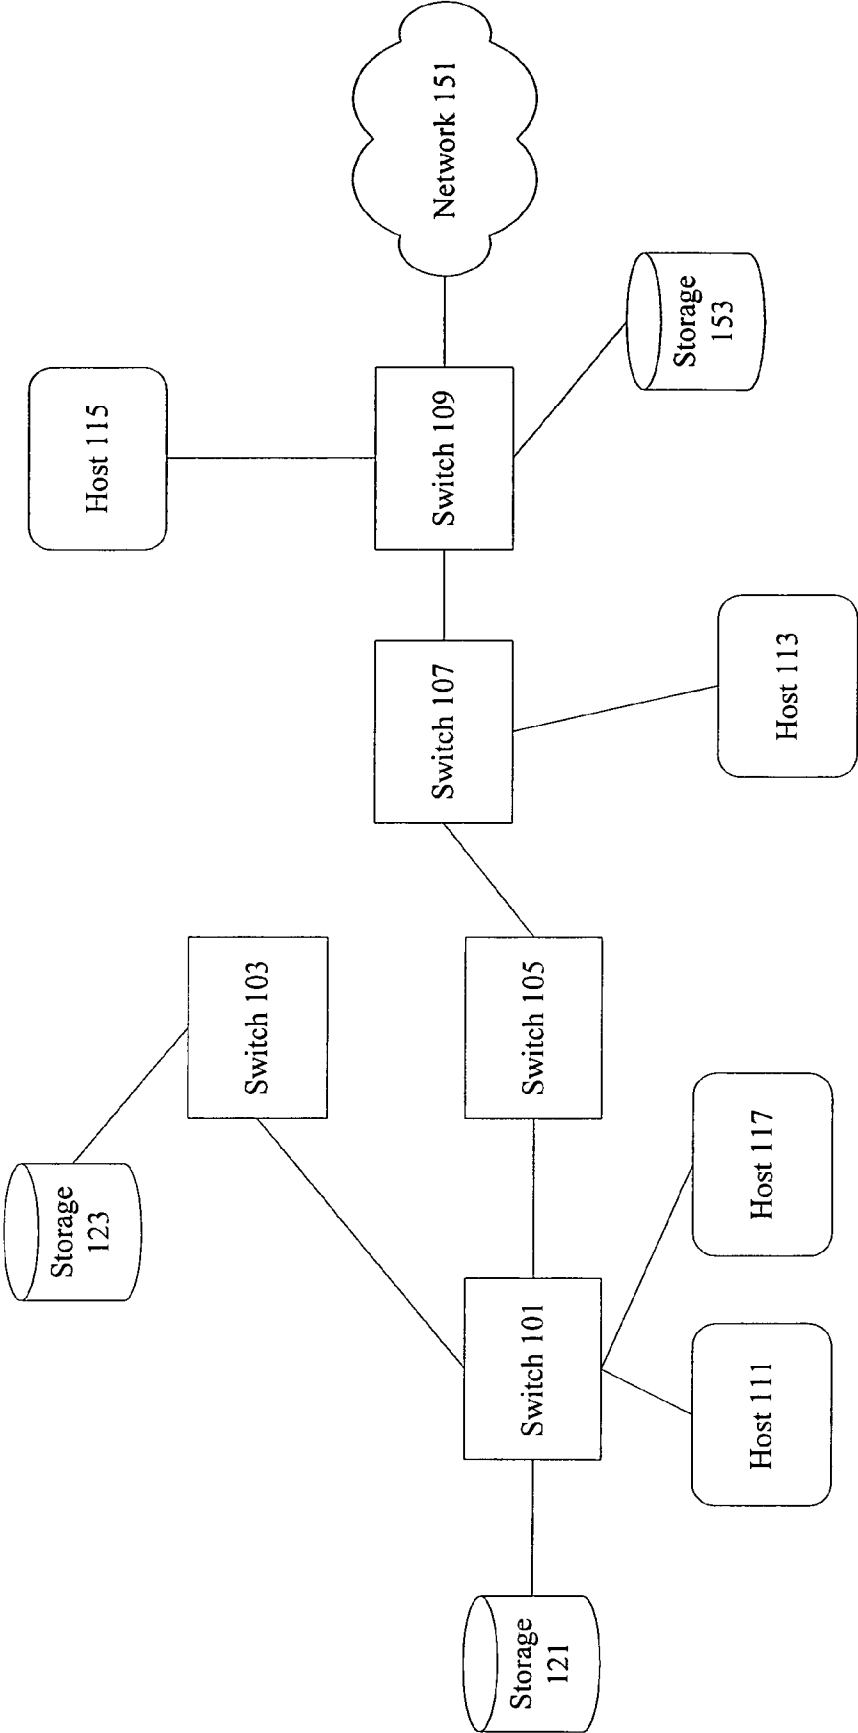 Storage
123
Host 115
Switch 103
Storage
121
Switch 101
Switch 105
Switch 107
Switch 109
Network 151
Host 111
Host 117
Host 113
Storage
153